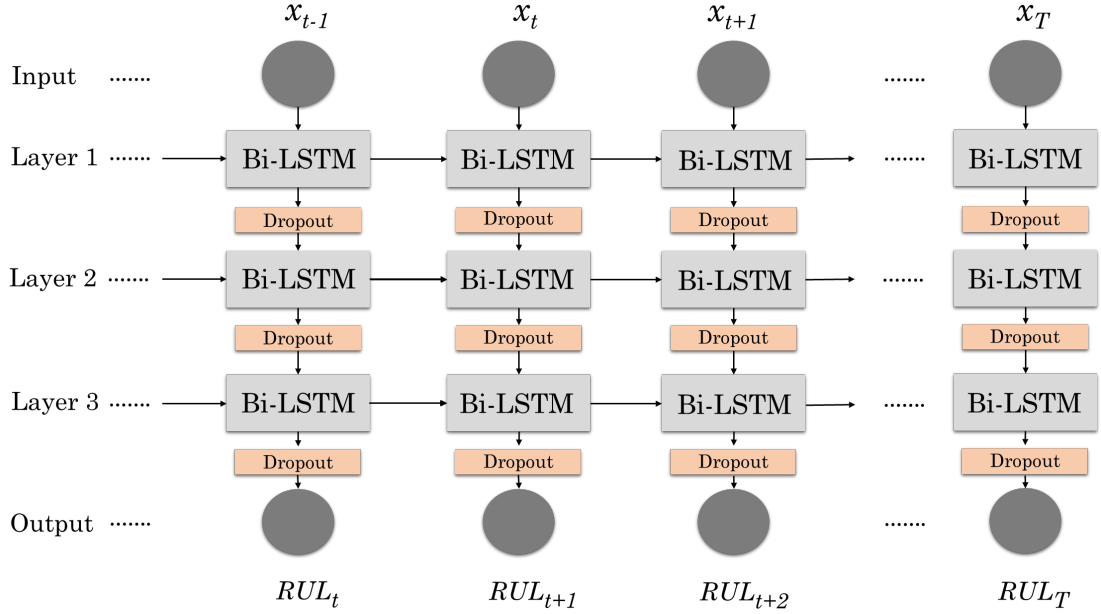 x_{t-1} x_t x_{t+1} x_T
Input ....... .......
Layer 1 ....... Bi-LSTM Bi-LSTM Bi-LSTM ....... Bi-LSTM
Dropout Dropout Dropout Dropout
Layer 2 ....... Bi-LSTM Bi-LSTM Bi-LSTM ....... Bi-LSTM
Dropout Dropout Dropout Dropout
Layer 3 ....... Bi-LSTM Bi-LSTM Bi-LSTM ....... Bi-LSTM
Dropout Dropout Dropout Dropout
Output ....... .......
RUL_t RUL_{t+1} RUL_{t+2} RUL_T